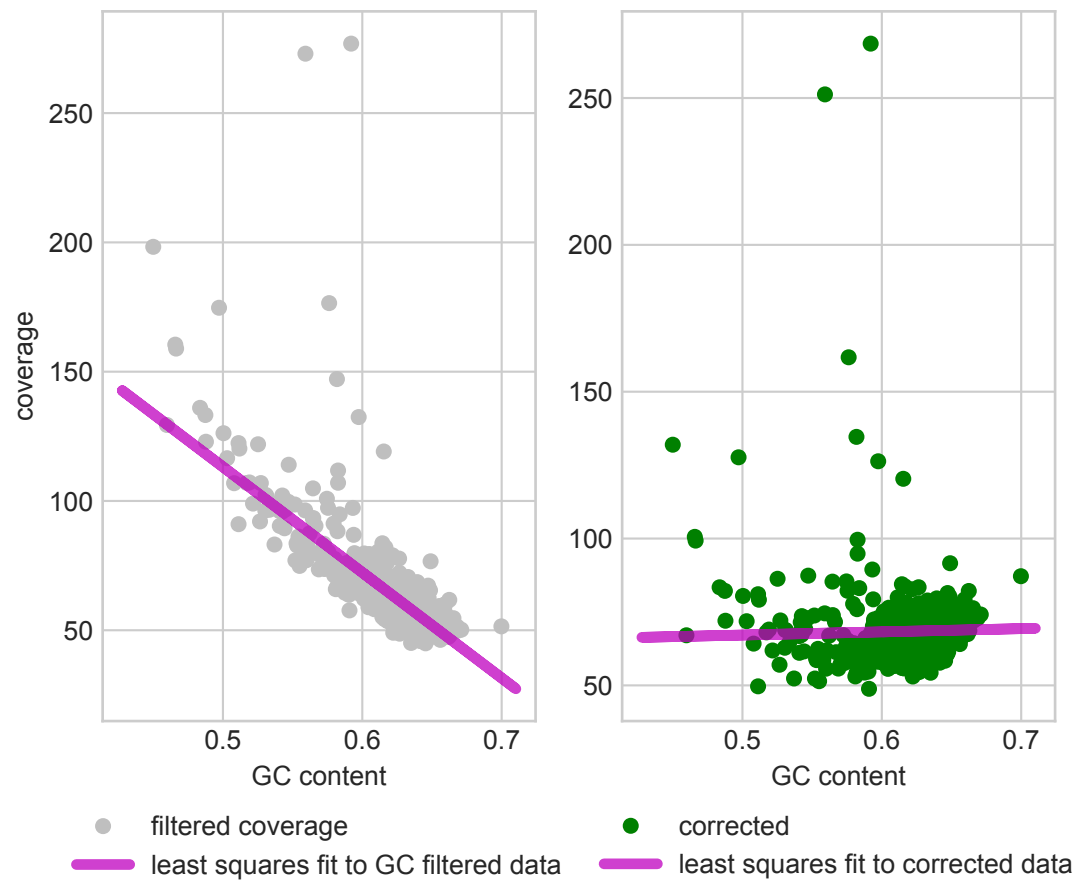 250
200
150
100
50
coverage
0.5 0.6 0.7
GC content
250
200
150
100
50
0.5 0.6 0.7
GC content
filtered coverage
least squares fit to GC filtered data
corrected
least squares fit to corrected data